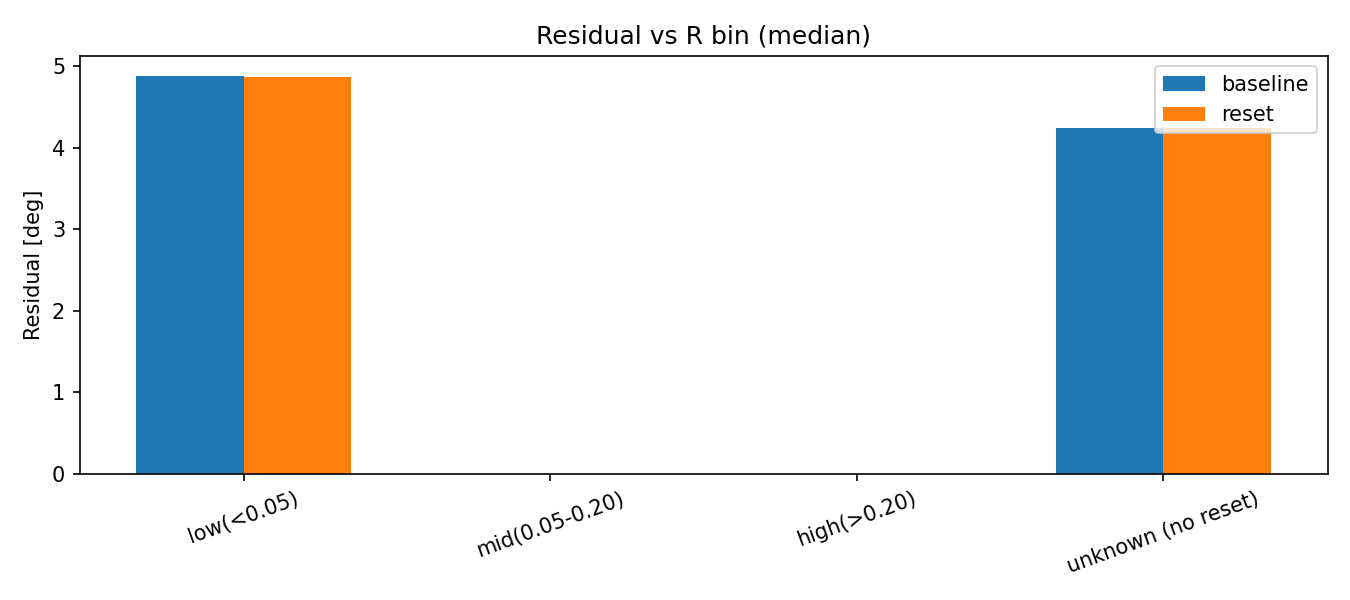 Residual vs R bin (median)
baseline
reset
Residual [deg]
5
4
3
2
1
0
low(<0.05)
mid(0.05-0.20)
high(>0.20)
unknown (no reset)